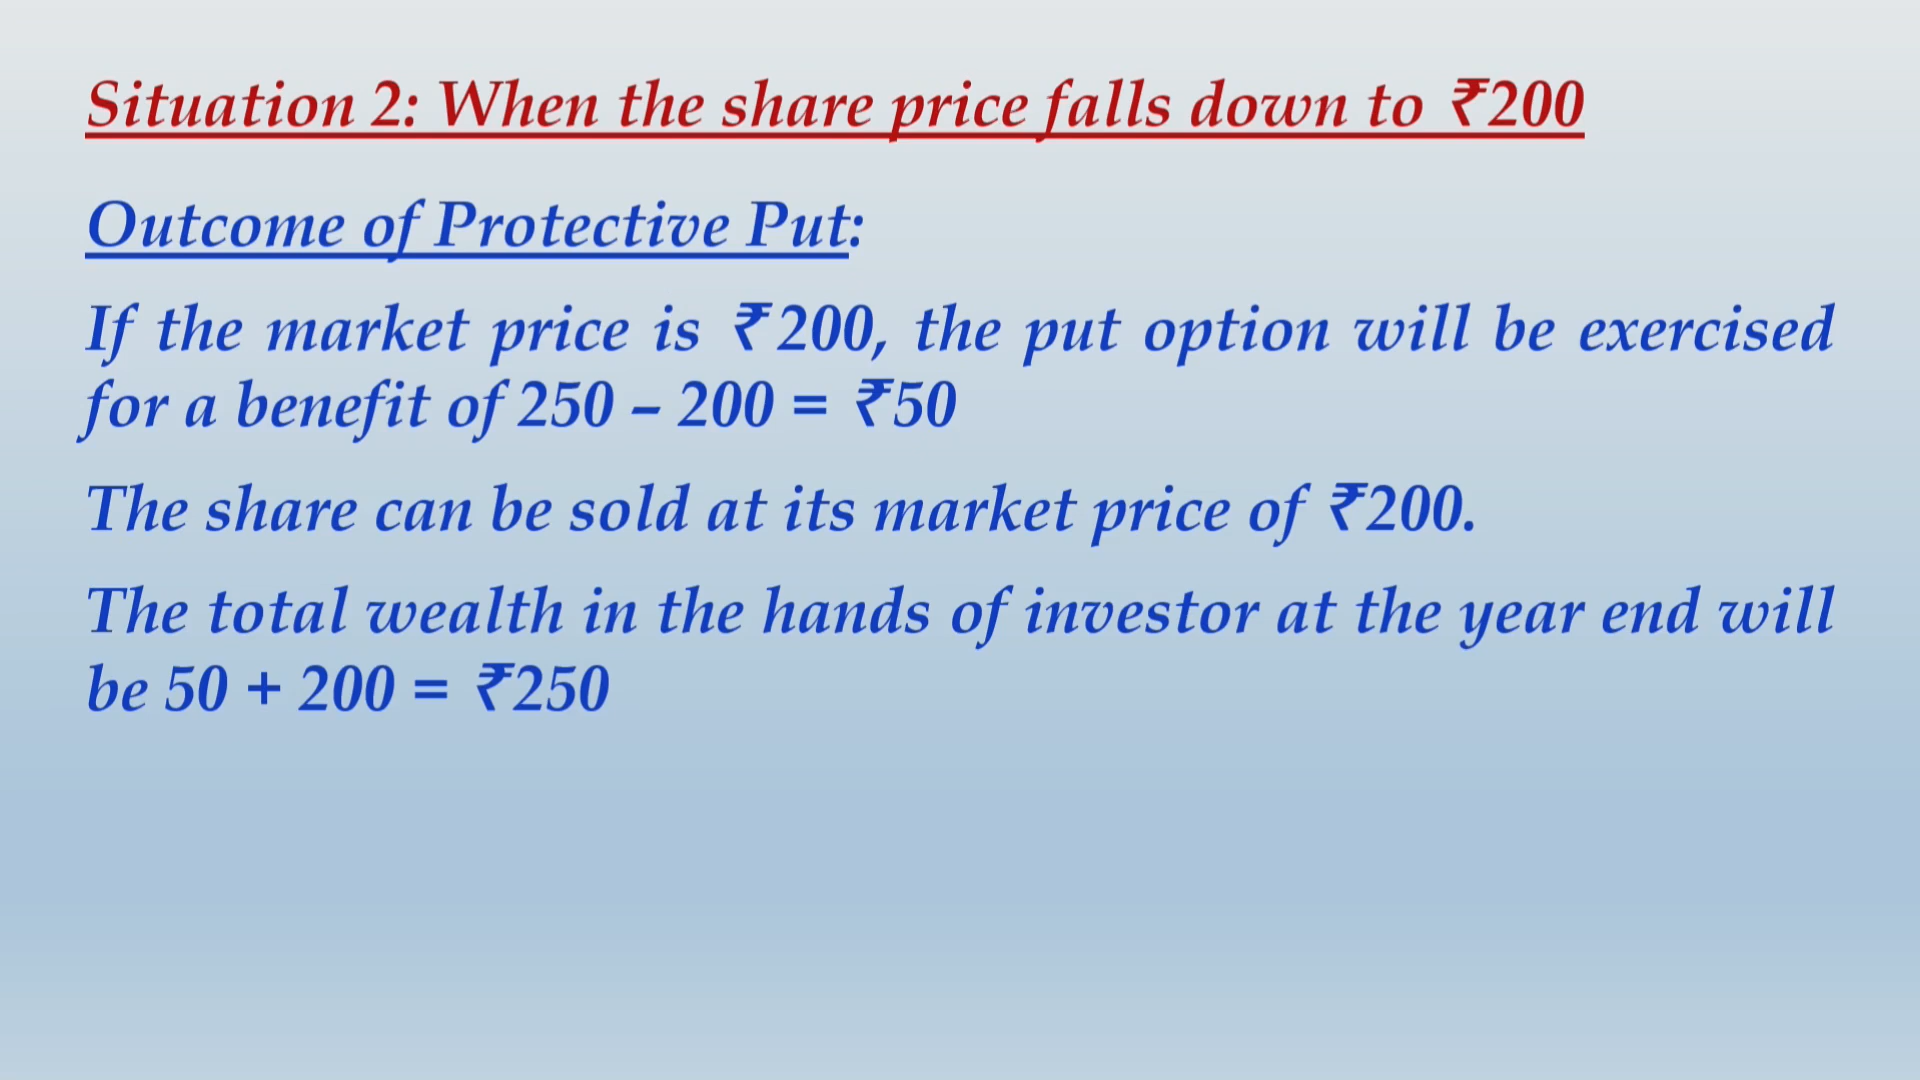 Situation 2: When the share price falls down to ₹200
Outcome of Protective Put:
If the market price is ₹200, the put option will be exercised
for a benefit of 250 – 200 = ₹50
The share can be sold at its market price of ₹200.
The total wealth in the hands of investor at the year end will
be 50 + 200 = ₹250